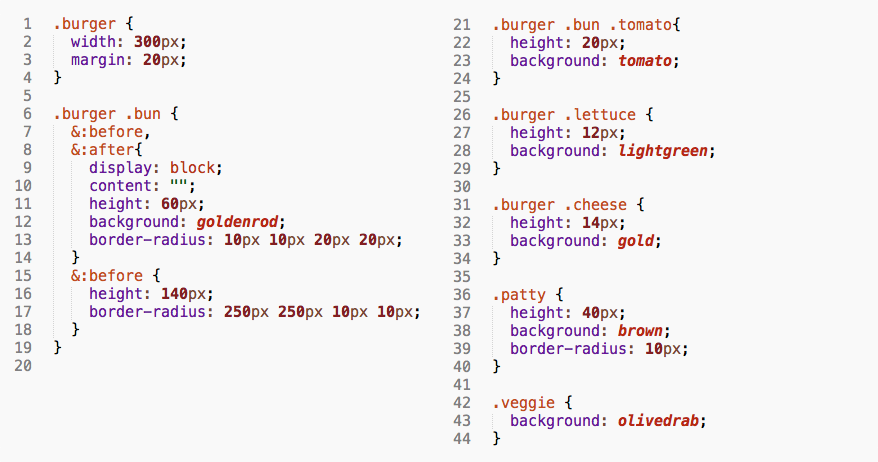 1 .burger {
2 width: 300px;
3 margin: 20px;
4 }
5
6 .burger .bun {
7 &:before,
8 &:after{
9 display: block;
10 content: "";
11 height: 60px;
12 background: goldenrod;
13 border-radius: 10px 10px 20px 20px;
14 }
15 &:before {
16 height: 140px;
17 border-radius: 250px 250px 10px 10px;
18 }
19 }
20
21 .burger .bun .tomato{
22 height: 20px;
23 background: tomato;
24 }
25
26 .burger .lettuce {
27 height: 12px;
28 background: lightgreen;
29 }
30
31 .burger .cheese {
32 height: 14px;
33 background: gold;
34 }
35
36 .patty {
37 height: 40px;
38 background: brown;
39 border-radius: 10px;
40 }
41
42 .veggie {
43 background: olivedrab;
44 }